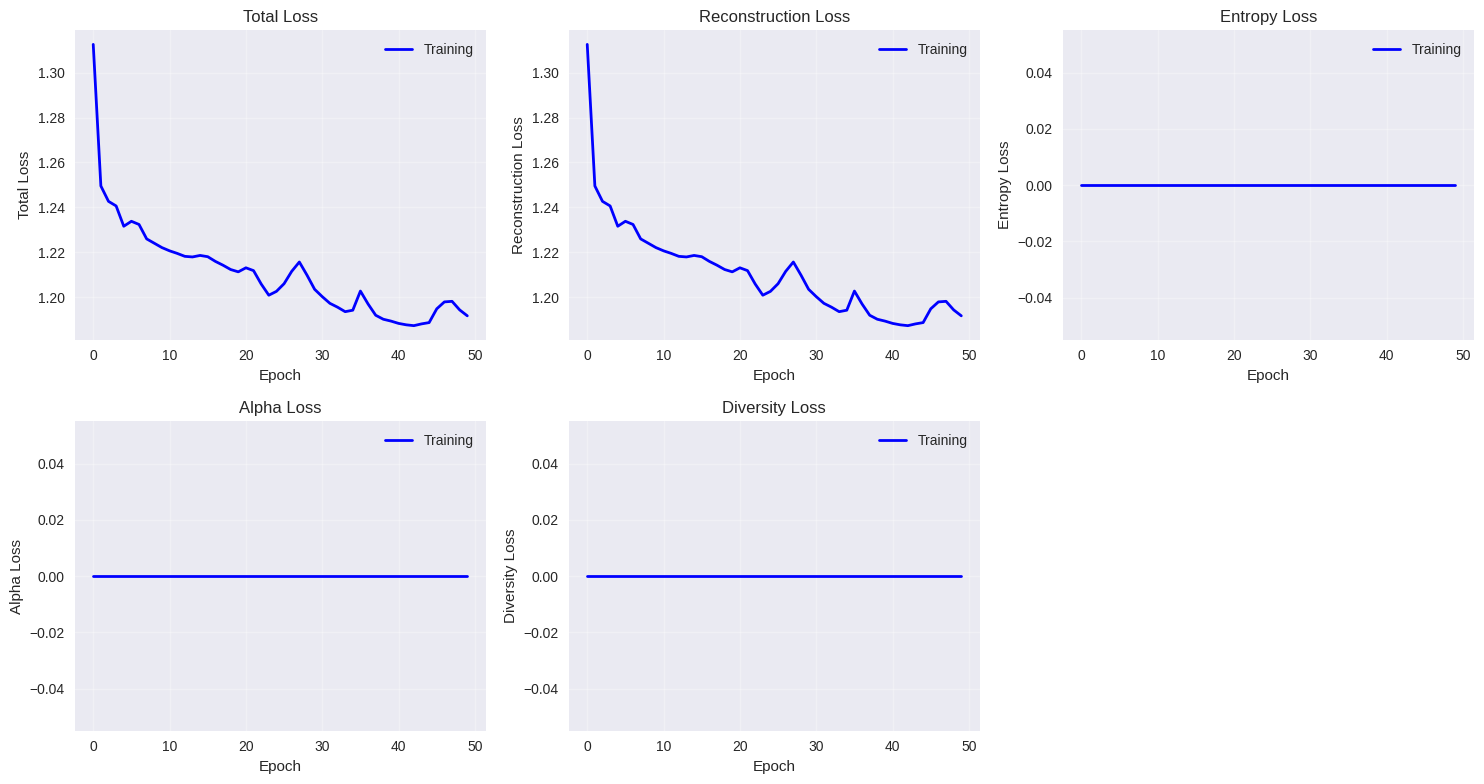 Total Loss
Training
1.30
1.28
1.26
1.24
1.22
1.20
Total Loss
0 10 20 30 40 50
Epoch
Reconstruction Loss
Training
1.30
1.28
1.26
1.24
1.22
1.20
Reconstruction Loss
0 10 20 30 40 50
Epoch
Entropy Loss
Training
0.04
0.02
0.00
−0.02
−0.04
Entropy Loss
0 10 20 30 40 50
Epoch
Alpha Loss
Training
0.04
0.02
0.00
−0.02
−0.04
Alpha Loss
0 10 20 30 40 50
Epoch
Diversity Loss
Training
0.04
0.02
0.00
−0.02
−0.04
Diversity Loss
0 10 20 30 40 50
Epoch